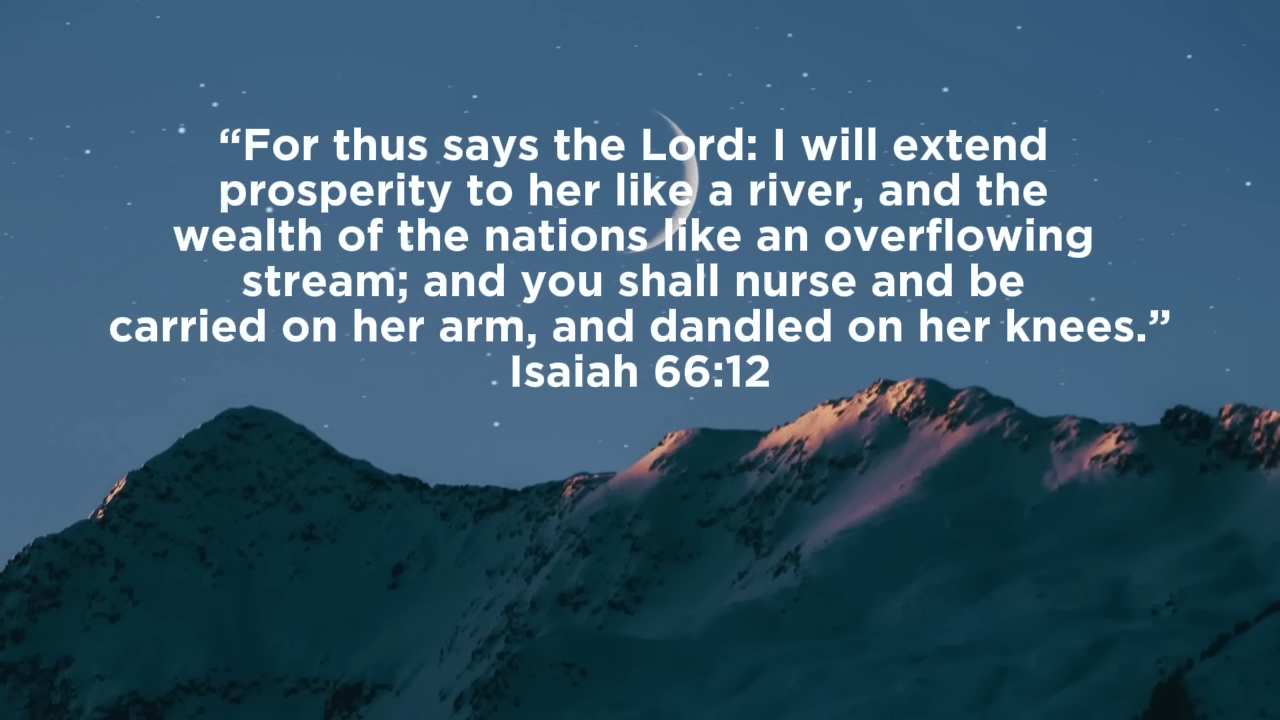 “For thus says the Lord: I will extend
prosperity to her like a river, and the
wealth of the nations like an overflowing
stream; and you shall nurse and be
carried on her arm, and dandled on her knees.”
Isaiah 66:12